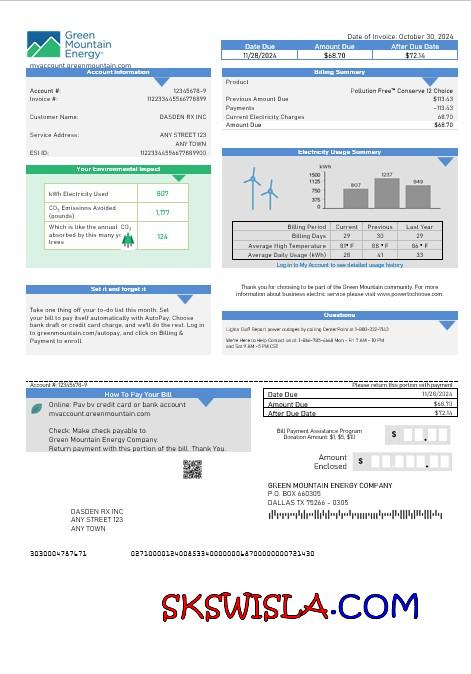 Green
Mountain
Energy
myaccount.greenmountain.com
Date of Invoice: October 30, 2024
Date Due Amount Due After Due Date
11/28/2024 $68.70 $72.14
Account Information
Account #: 12345678-9
Invoice #: 112233445566778899
Customer Name: DASDEN RX INC
Service Address: ANY STREET 123
ANY TOWN
ESI ID: 11223344556677889900
Billing Summary
Product
Pollution Free™ Conserve 12 Choice
Previous Amount Due $113.43
Payments -113.43
Current Electricity Charges 68.70
Amount Due $68.70
Your Environmental Impact
kWh Electricity Used 807
CO2 Emissions Avoided
(pounds) 1,177
Which is like the annual CO2
absorbed by this many
trees 124
Electricity Usage Summary
kWh
1500
1125
750
375
0
807
1237
949
Billing Period Current Previous Last Year
Billing Days 29 30 29
Average High Temperature 81° F 88° F 86° F
Average Daily Usage (kWh) 28 41 33
Log in to My Account to see detailed usage history
Set it and forget it
Take one thing off your to-do list this month. Set
your bill to pay itself automatically with AutoPay. Choose
bank draft or credit card charge, and we'll do the rest. Log in
to greenmountain.com/autopay, and click on Billing &
Payment to enroll.
Thank you for choosing to be part of the Green Mountain community. For more
information about business electric service please visit www.powertochoose.com.
Questions
Lights Out? Report power outages by calling CenterPoint at 1-800-332-7143
We're Here to Help Contact us at 1-866-785-4668 Mon - Fri 7 AM - 10 PM
and Sat 9 AM - 5 PM CST
Account #: 12345678-9
Please return this portion with payment
How To Pay Your Bill
Online: Pay by credit card or bank account
myaccount.greenmountain.com
Check: Make check payable to
Green Mountain Energy Company.
Return payment with this portion of the bill. Thank You.
Date Due 11/28/2024
Amount Due $68.70
After Due Date $72.14
Bill Payment Assistance Program
Donation Amount $1, $5, $10
$ .
Amount
Enclosed
$ .
GREEN MOUNTAIN ENERGY COMPANY
P.O. BOX 660305
DALLAS TX 75266 - 0305
DASDEN RX INC
ANY STREET 123
ANY TOWN
SKSWISLA.COM